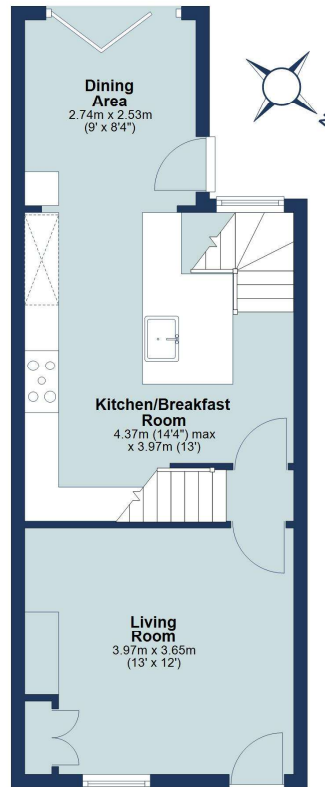 Dining
Area
2.74m x 2.53m
(9' x 8'4")
N
Kitchen/Breakfast
Room
4.37m (14'4") max
x 3.97m (13')
Living
Room
3.97m x 3.65m
(13' x 12')